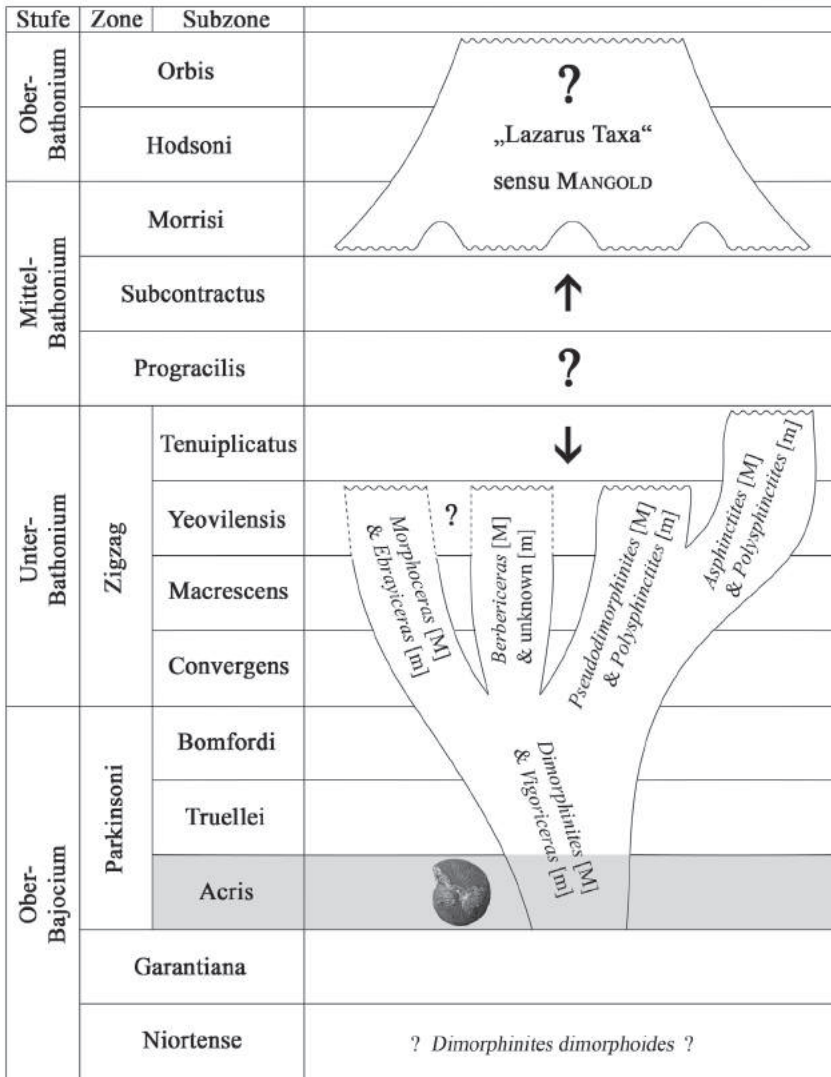 Stufe Zone Subzone
Ober-
Bathonium
Orbis
Hodsoni
?
„Lazarus Taxa“
sensu MANGOLD
Mittel-
Bathonium
Morrisi
Subcontractus
↑
Progracilis
?
Unter-
Bathonium
Zigzag
Tenuiplicatus
↓
Yeovilensis
?
Macrescens
Convergens
Morphoceras [M]
& Ebrayiceras [m]
Berbericeras [M]
& unknown [m]
Pseudodimorphinites [M]
& Polysphinctites [m]
Asphinctites [M]
& Polysphinctites [m]
Ober-
Bajocium
Parkinsoni
Bomfordi
Truellei
Acris
Dimorphinites [M]
& Vigoriceras [m]
Garantiana
Niortense
? Dimorphinites dimorphoides ?